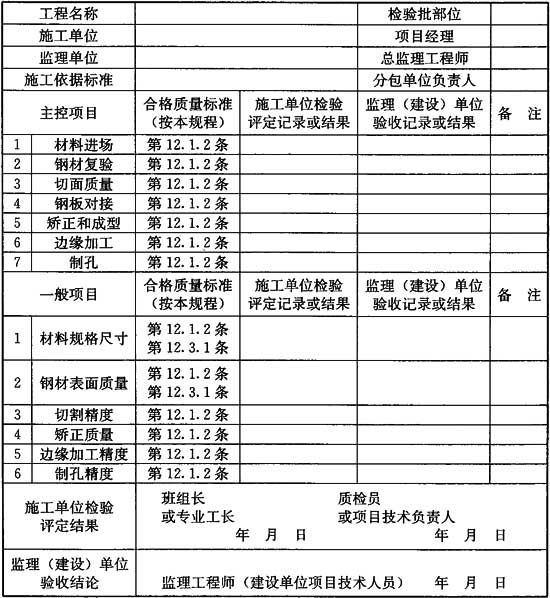 工程名称 检验批部位
施工单位 项目经理
监理单位 总监理工程师
施工依据标准 分包单位负责人
主控项目 合格质量标准（按本规程） 施工单位检验评定记录或结果 监理（建设）单位验收记录或结果 备 注
1 材料进场 第 12.1.2 条
2 钢材复验 第 12.1.2 条
3 切面质量 第 12.1.2 条
4 钢板对接 第 12.1.2 条
5 矫正和成型 第 12.1.2 条
6 边缘加工 第 12.1.2 条
7 制孔 第 12.1.2 条
一般项目 合格质量标准（按本规程） 施工单位检验评定记录或结果 监理（建设）单位验收记录或结果 备 注
1 材料规格尺寸 第 12.1.2 条
第 12.3.1 条
2 钢材表面质量 第 12.1.2 条
第 12.3.1 条
3 切割精度 第 12.1.2 条
4 矫正质量 第 12.1.2 条
5 边缘加工精度 第 12.1.2 条
6 制孔精度 第 12.1.2 条
施工单位检验评定结果
班组长 质检员
或专业工长 或项目技术负责人
年 月 日 年 月 日
监理（建设）单位验收结论
监理工程师（建设单位项目技术人员） 年 月 日